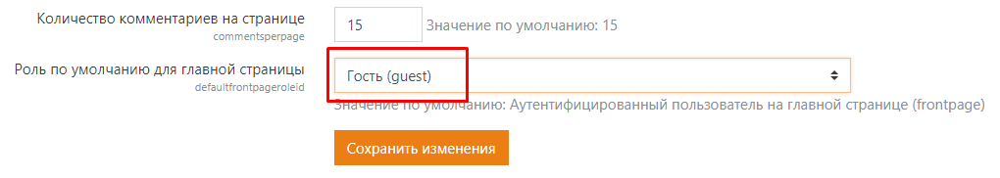 Количество комментариев на странице
commentsperpage
15 Значение по умолчанию: 15
Роль по умолчанию для главной страницы
defaultfrontpageroleid
Гость (guest)
Значение по умолчанию: Аутентифицированный пользователь на главной странице (frontpage)
Сохранить изменения